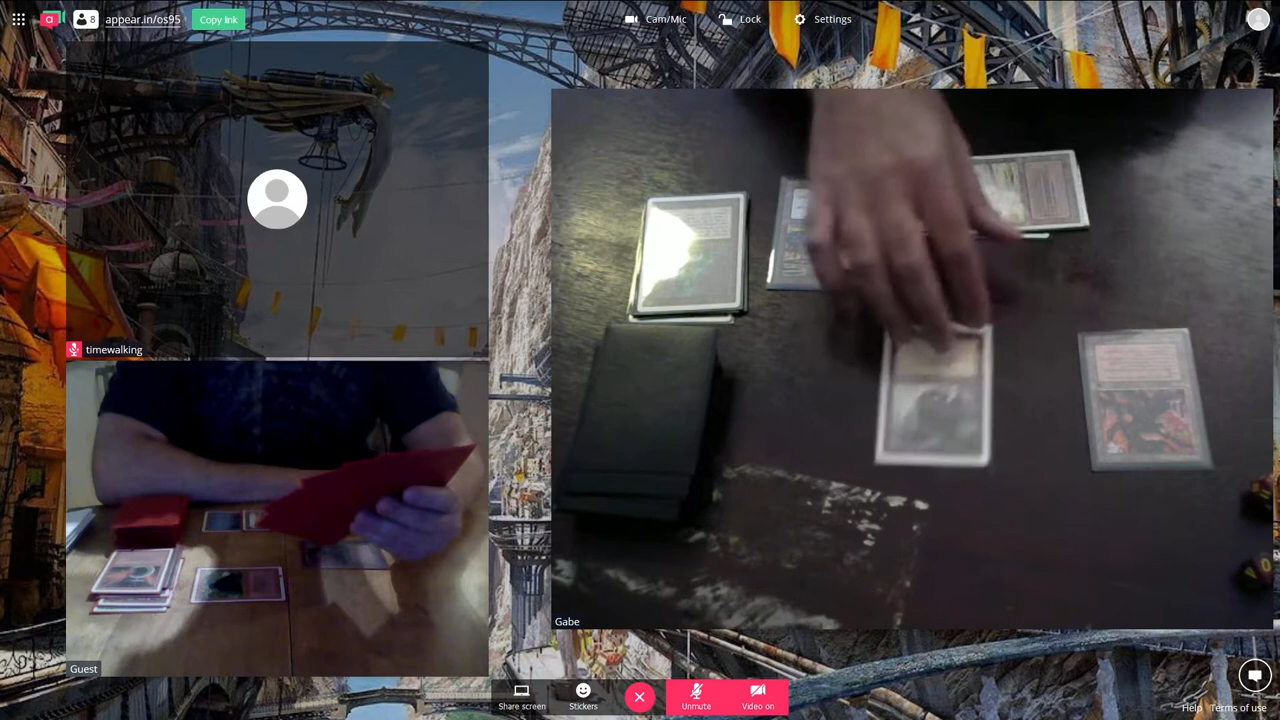 8
appear.in/os95
Copy link
Cam/Mic
Lock
Settings
timewalking
Guest
Gabe
Share screen
Stickers
Unmute
Video on
Help
Terms of use